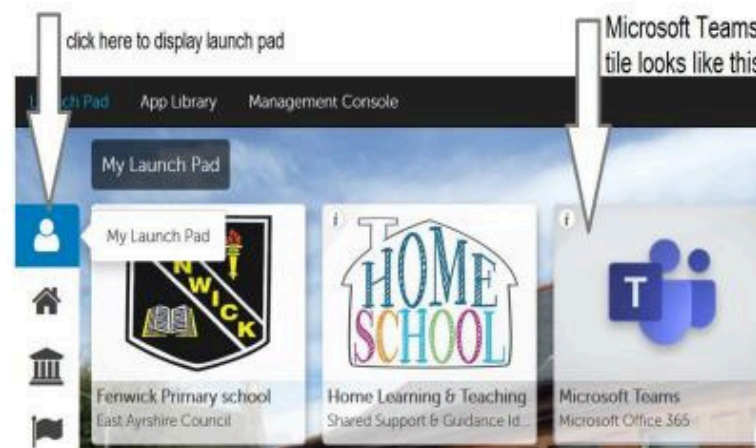 click here to display launch pad
Microsoft Teams
tile looks like this
Pad
App Library
Management Console
My Launch Pad
My Launch Pad
NWICK
HOME
SCHOOL
T
Fenwick Primary school
East Ayrshire Council
Home Learning & Teaching
Shared Support & Guidance Id...
Microsoft Teams
Microsoft Office 365